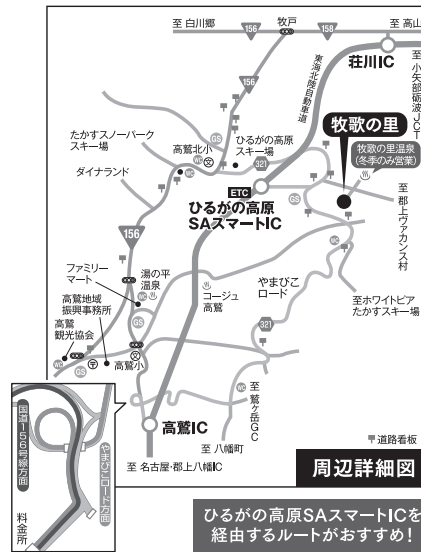 至 白川郷
156
牧戸
158
至 高山
荘川IC
至 小矢部砺波JCT
東海北陸自動車道
GS
たかすスノーパーク
スキー場
高鷲北小
WC
文
ひるがの高原
スキー場
321
牧歌の里
牧歌の里温泉
(冬季のみ営業)
ダイナランド
WC
ETC
ひるがの高原
SAスマートIC
GS
至 郡上ヴァカンス村
156
ファミリー
マート
湯の平
温泉
WC
コージュ
高鷲
やまびこ
ロード
至ホワイトピア
たかすスキー場
高鷲地域
振興事務所
GS
321
高鷲
観光協会
WC
GS
〒
文
高鷲小
WC
至 鷲ヶ岳GC
国道156号線方面
やまびこロード方面
料金所
高鷲IC
至 八幡町
至 名古屋・郡上八幡IC
道路看板
周辺詳細図
ひるがの高原SAスマートICを
経由するルートがおすすめ!